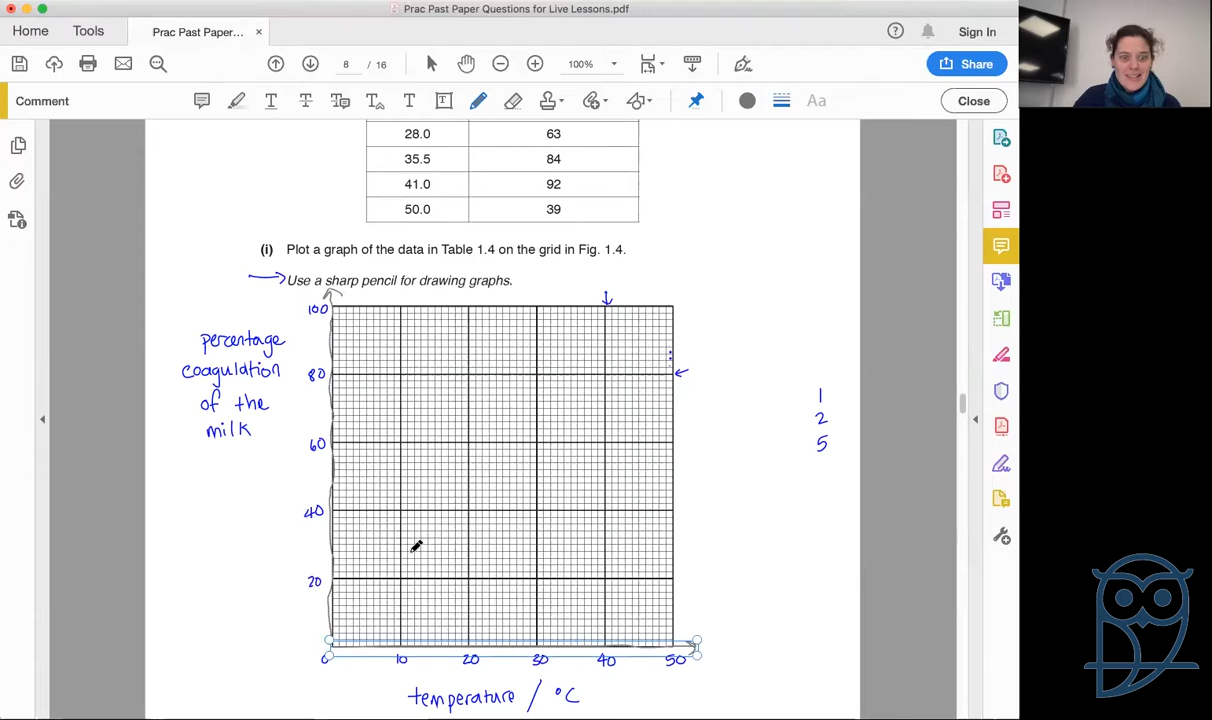 Prac Past Paper Questions for Live Lessons.pdf
Home
Tools
Prac Past Paper...
×
Sign In
8 / 16
100%
Share
Comment
Aa
Close
28.0 63
35.5 84
41.0 92
50.0 39
(i) Plot a graph of the data in Table 1.4 on the grid in Fig. 1.4.
Use a sharp pencil for drawing graphs.
100
80
60
40
20
percentage
coagulation
of the
milk
1
2
5
0 10 20 30 40 50
temperature / °C